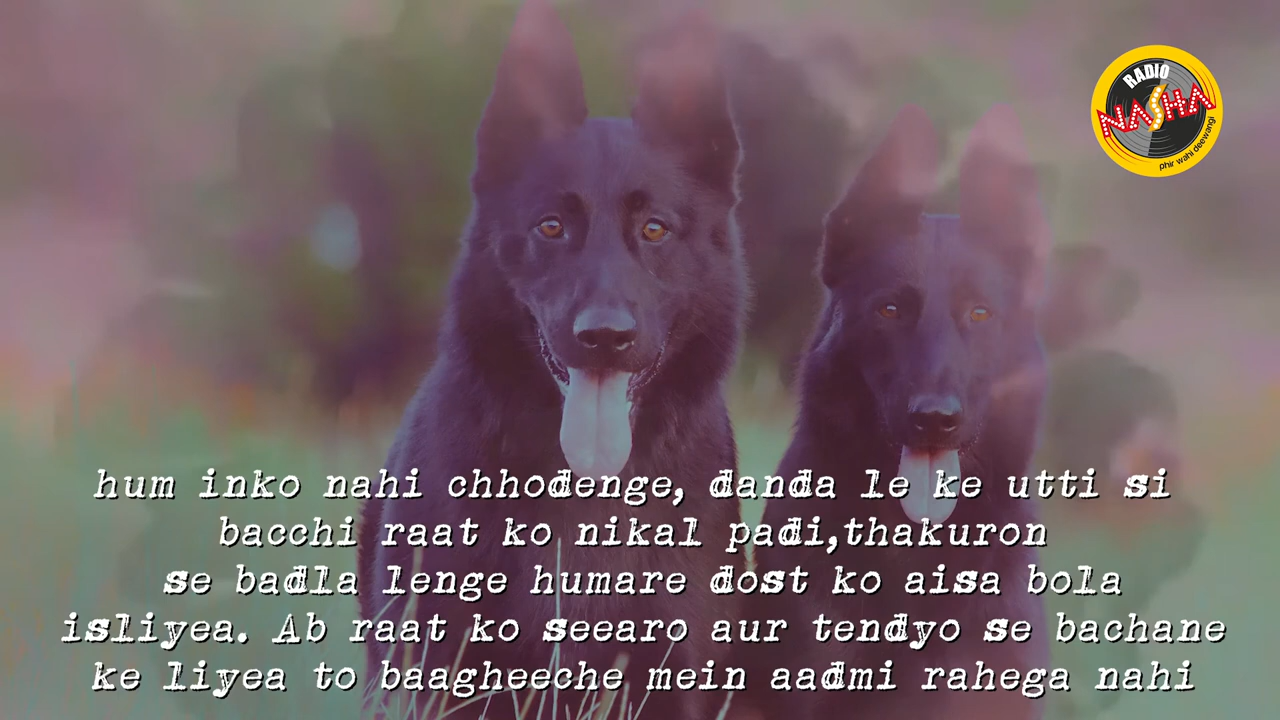 RADIO
NASHA
phir wahi deewangi
hum inko nahi chhodenge, danda le ke utti si
bacchi raat ko nikal padi,thakuron
se badla lenge humare dost ko aisa bola
isliyea. Ab raat ko seearo aur tendyo se bachane
ke liyea to baagheeche mein aadmi rahega nahi